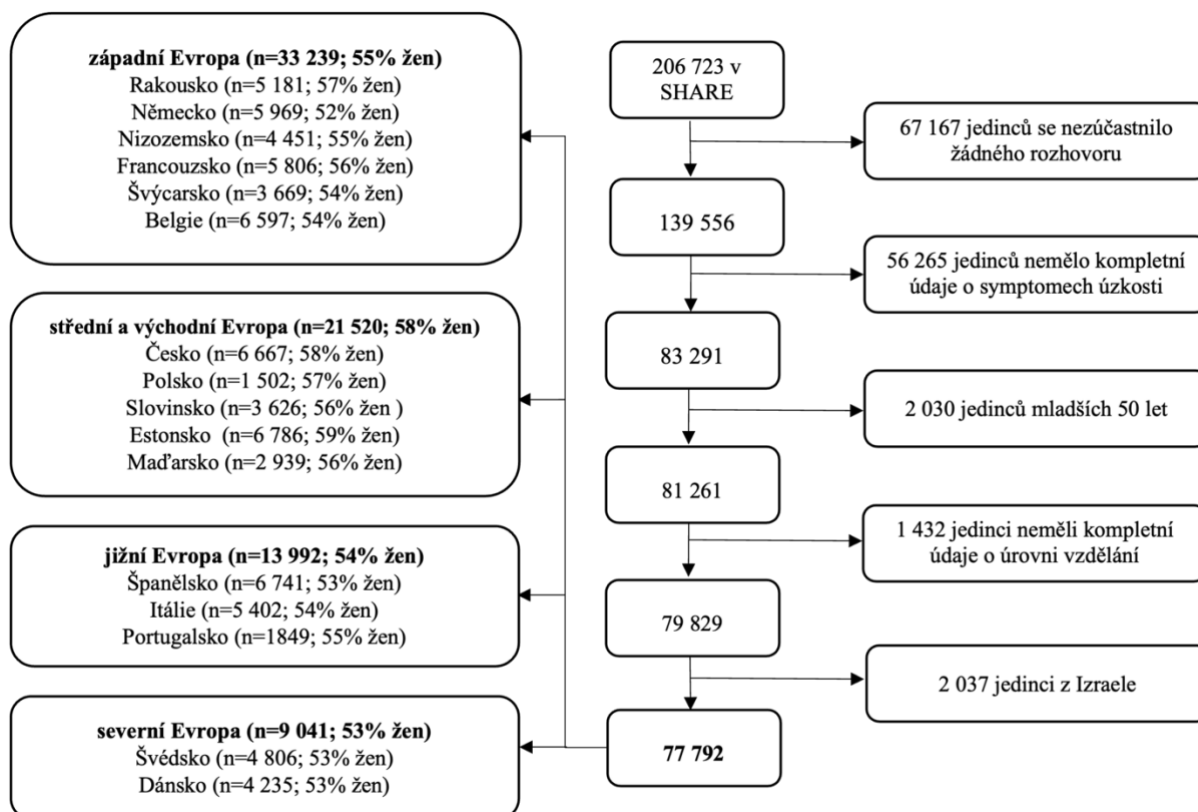 západní Evropa (n=33 239; 55% žen)
Rakousko (n=5 181; 57% žen)
Německo (n=5 969; 52% žen)
Nizozemsko (n=4 451; 55% žen)
Francouzsko (n=5 806; 56% žen)
Švýcarsko (n=3 669; 54% žen)
Belgie (n=6 597; 54% žen)
střední a východní Evropa (n=21 520; 58% žen)
Česko (n=6 667; 58% žen)
Polsko (n=1 502; 57% žen)
Slovinsko (n=3 626; 56% žen )
Estonsko (n=6 786; 59% žen)
Maďarsko (n=2 939; 56% žen)
jižní Evropa (n=13 992; 54% žen)
Španělsko (n=6 741; 53% žen)
Itálie (n=5 402; 54% žen)
Portugalsko (n=1849; 55% žen)
severní Evropa (n=9 041; 53% žen)
Švédsko (n=4 806; 53% žen)
Dánsko (n=4 235; 53% žen)
206 723 v
SHARE
67 167 jedinců se nezúčastnilo
žádného rozhovoru
139 556
56 265 jedinců nemělo kompletní
údaje o symptomech úzkosti
83 291
2 030 jedinců mladších 50 let
81 261
1 432 jedinci neměli kompletní
údaje o úrovni vzdělání
79 829
2 037 jedinci z Izraele
77 792